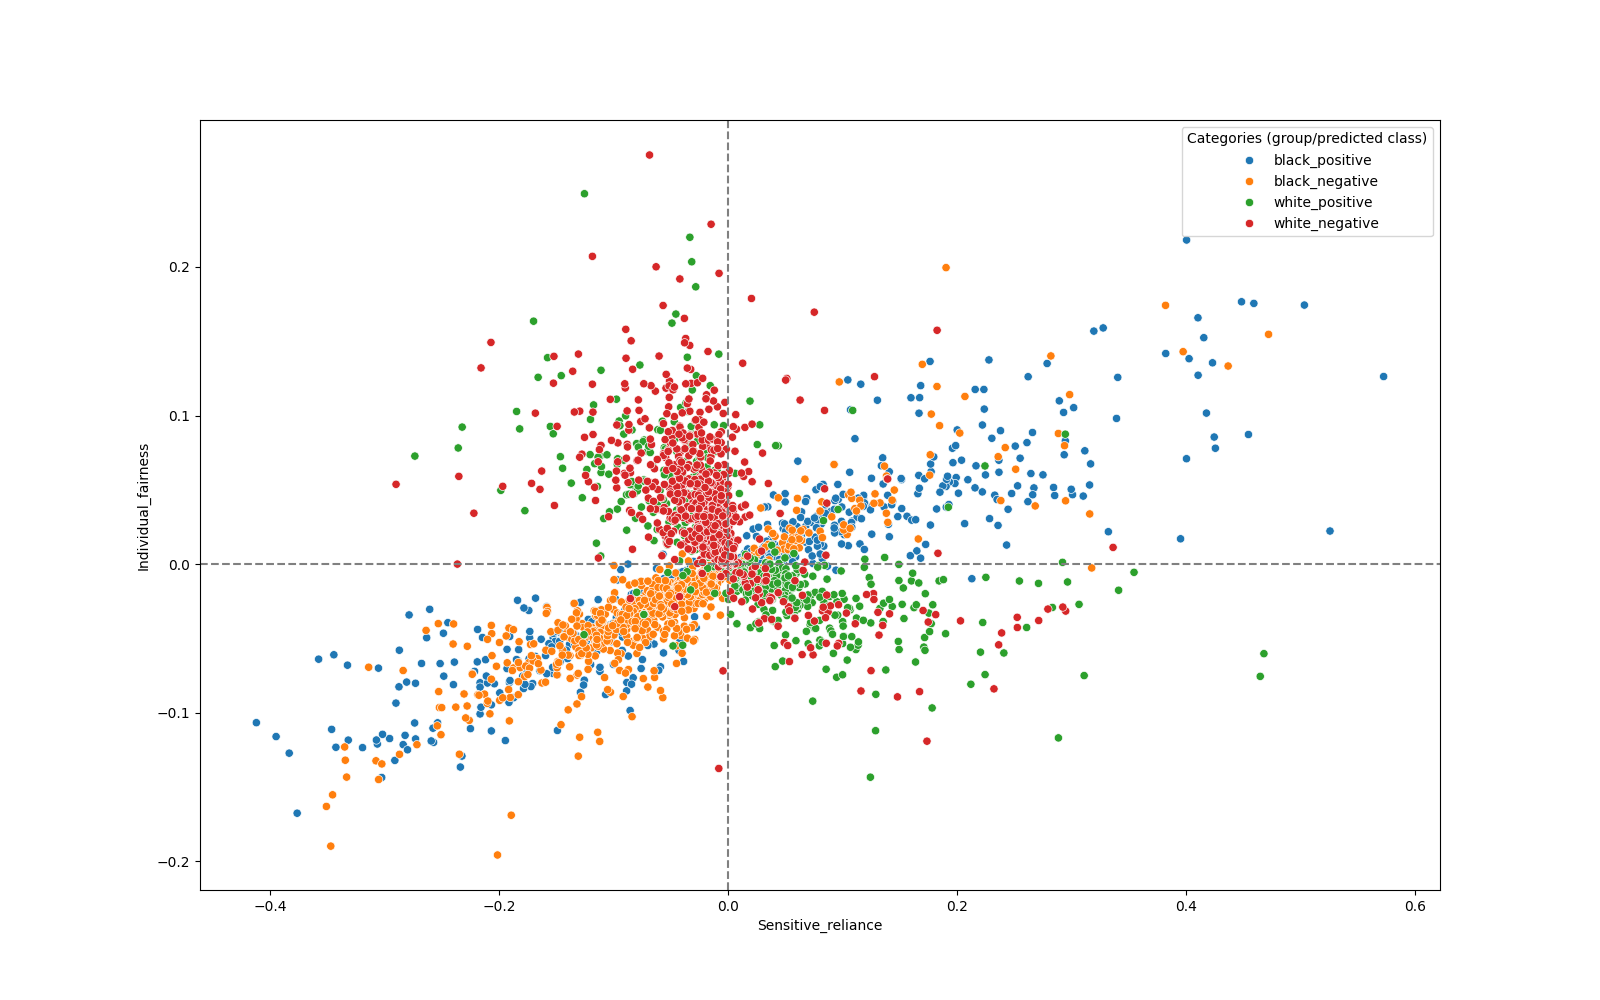 Categories (group/predicted class)
black_positive
black_negative
white_positive
white_negative
Individual_fairness
0.2
0.1
0.0
−0.1
−0.2
−0.4
−0.2
0.0
0.2
0.4
0.6
Sensitive_reliance